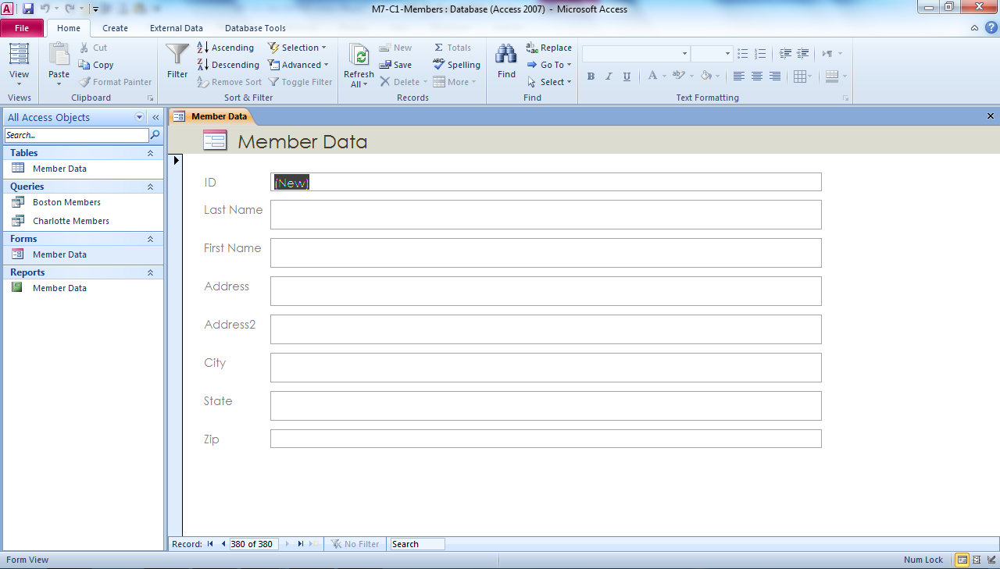 M7-C1-Members : Database (Access 2007) - Microsoft Access
File Home Create External Data Database Tools
View
Views
Paste
Cut
Copy
Format Painter
Clipboard
Filter
Ascending
Descending
Remove Sort
Selection
Advanced
Toggle Filter
Sort & Filter
Refresh
All
New
Save
Delete
Totals
Spelling
More
Records
Find
Replace
Go To
Select
Find
B I U A
Text Formatting
All Access Objects
Search...
Tables
Member Data
Queries
Boston Members
Charlotte Members
Forms
Member Data
Reports
Member Data
Member Data
Member Data
ID (New)
Last Name
First Name
Address
Address2
City
State
Zip
Record: 380 of 380 No Filter Search
Form View Num Lock